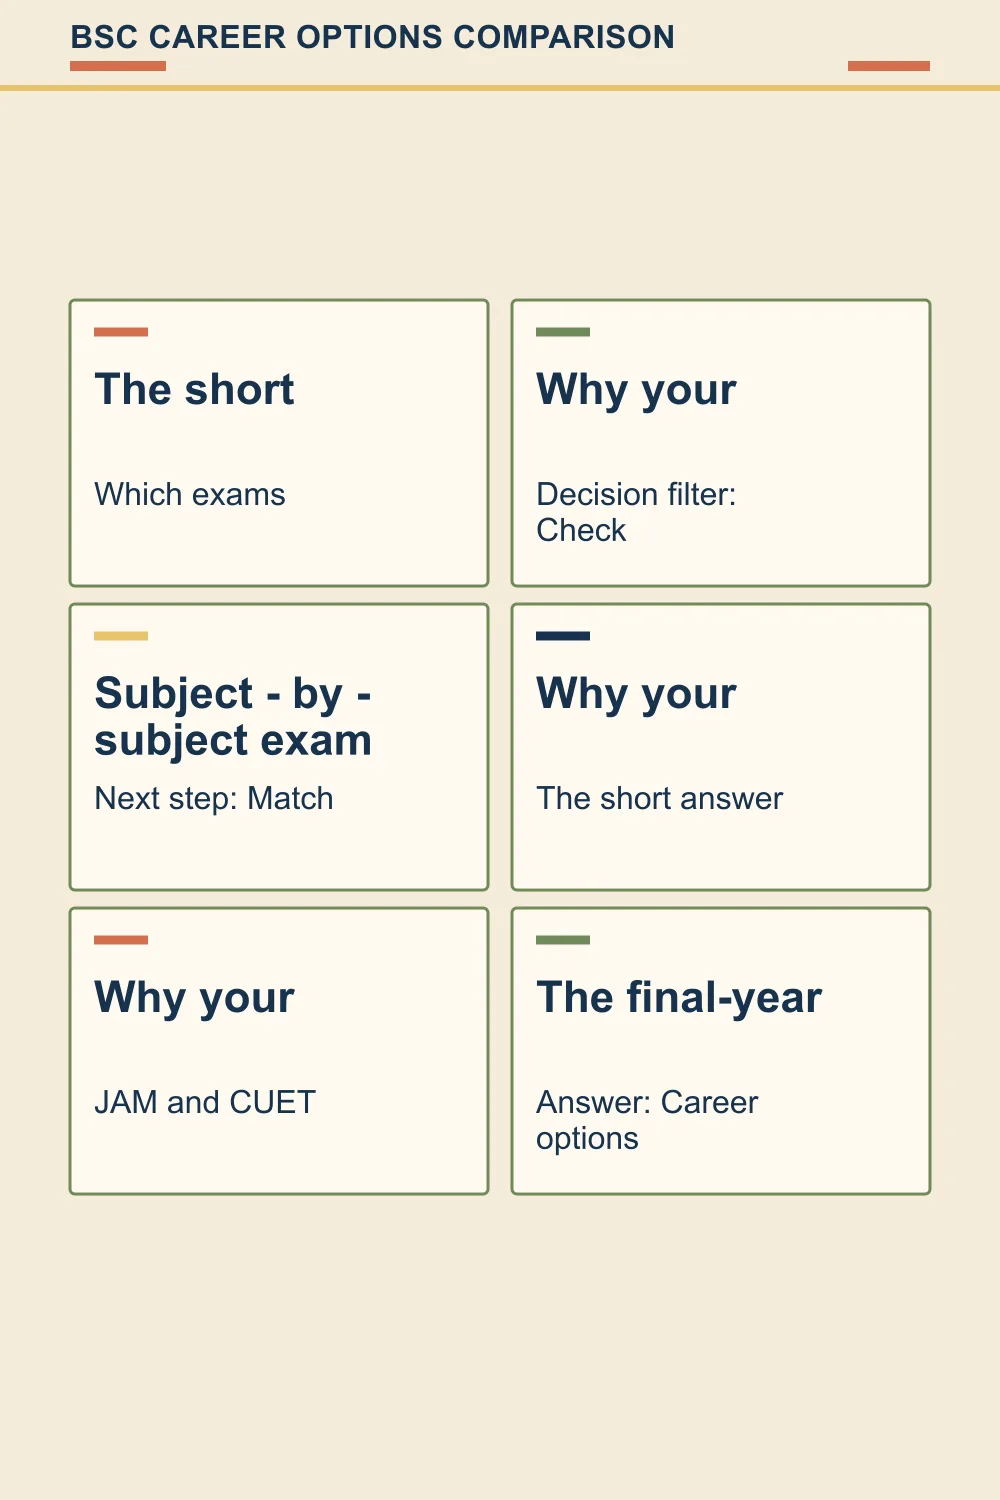 BSC CAREER OPTIONS COMPARISON
The short
Which exams
Why your
Decision filter:
Check
Subject - by -
subject exam
Next step: Match
Why your
The short answer
Why your
JAM and CUET
The final-year
Answer: Career
options